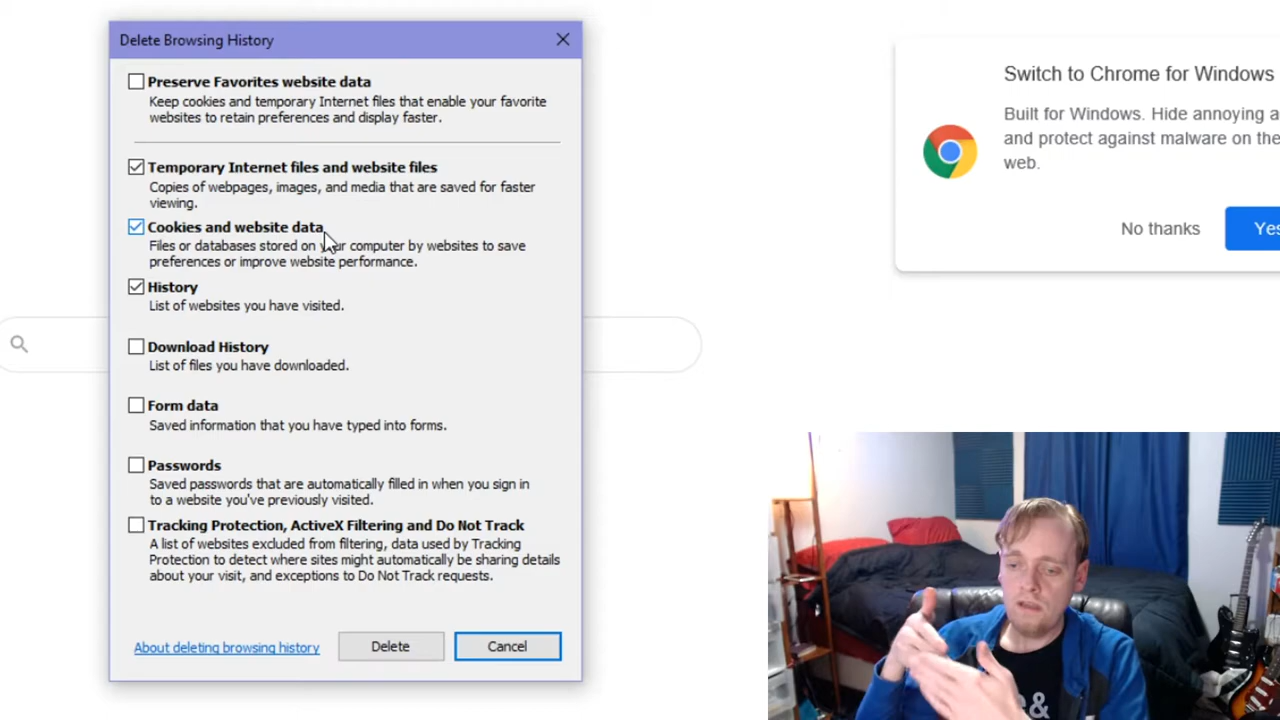 Delete Browsing History
Preserve Favorites website data
Keep cookies and temporary Internet files that enable your favorite
websites to retain preferences and display faster.
Temporary Internet files and website files
Copies of webpages, images, and media that are saved for faster
viewing.
Cookies and website data
Files or databases stored on your computer by websites to save
preferences or improve website performance.
History
List of websites you have visited.
Download History
List of files you have downloaded.
Form data
Saved information that you have typed into forms.
Passwords
Saved passwords that are automatically filled in when you sign in
to a website you've previously visited.
Tracking Protection, ActiveX Filtering and Do Not Track
A list of websites excluded from filtering, data used by Tracking
Protection to detect where sites might automatically be sharing details
about your visit, and exceptions to Do Not Track requests.
About deleting browsing history
Delete
Cancel
Switch to Chrome for Windows
Built for Windows. Hide annoying a
and protect against malware on the
web.
No thanks
Yes
&